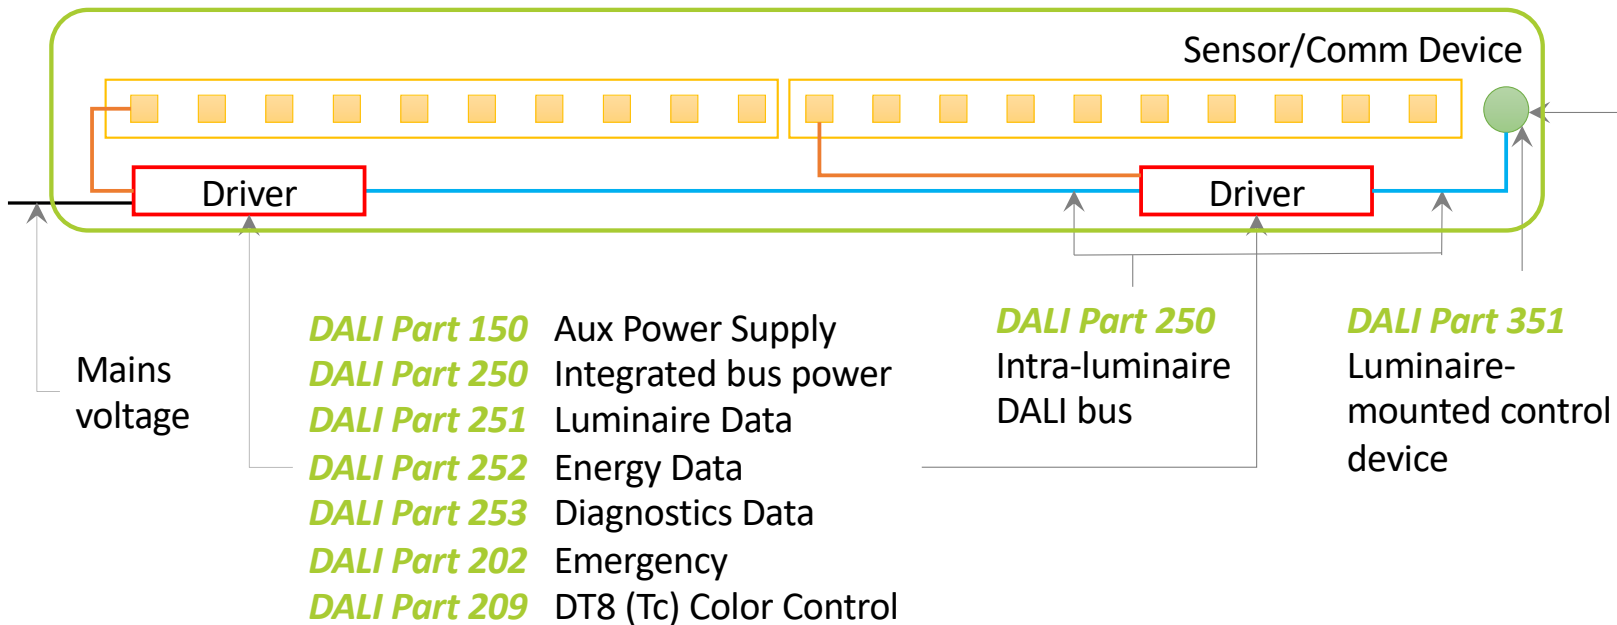 Sensor/Comm Device
Driver
Driver
Mains
voltage
DALI Part 150 Aux Power Supply
DALI Part 250 Integrated bus power
DALI Part 251 Luminaire Data
DALI Part 252 Energy Data
DALI Part 253 Diagnostics Data
DALI Part 202 Emergency
DALI Part 209 DT8 (Tc) Color Control
DALI Part 250
Intra-luminaire
DALI bus
DALI Part 351
Luminaire-
mounted control
device